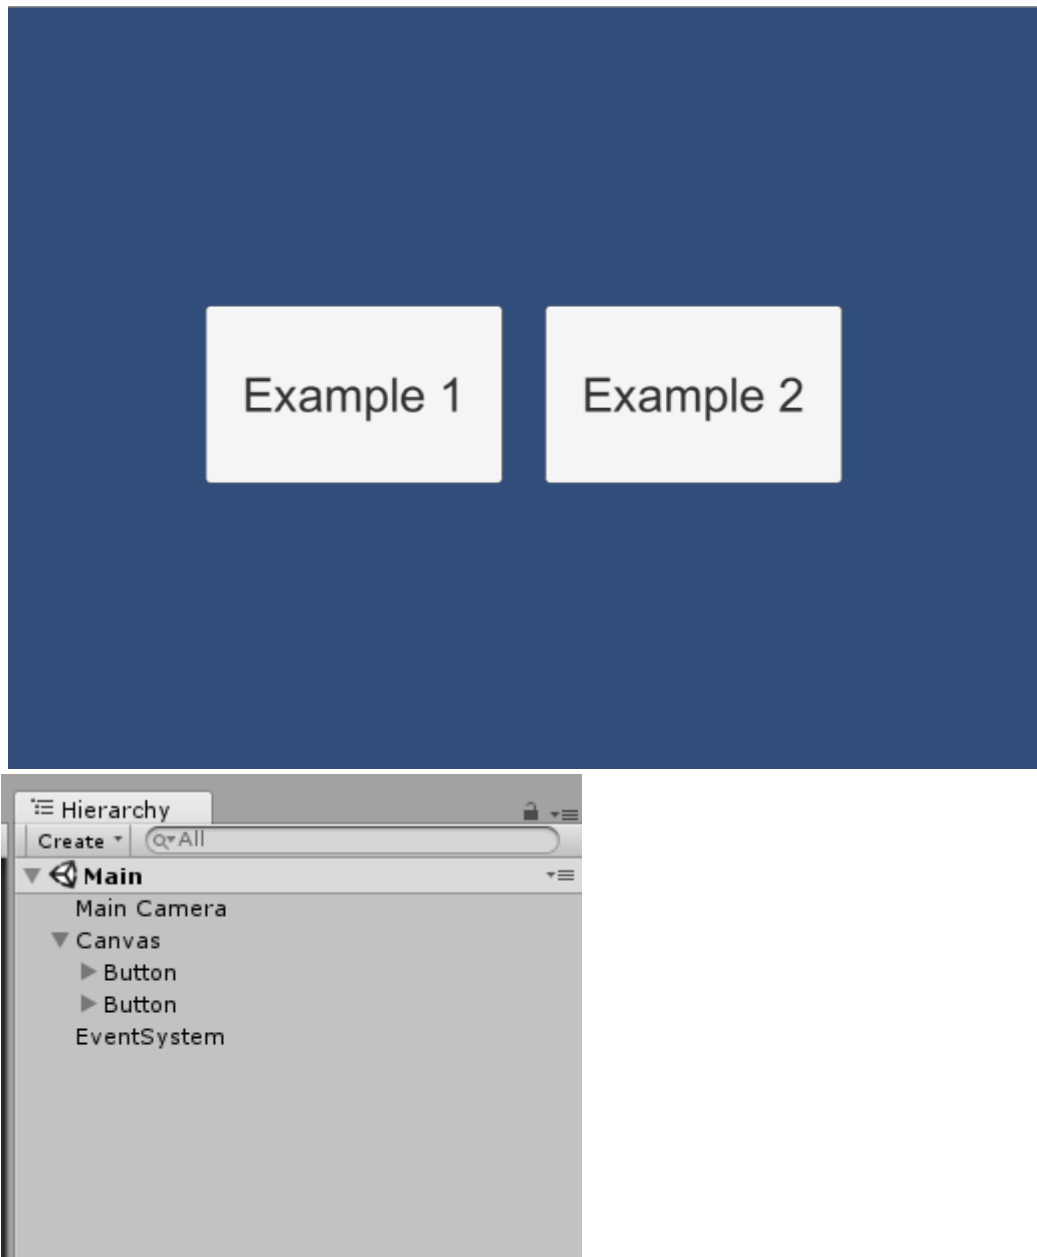 Example 1 Example 2
Hierarchy
Create All
Main
Main Camera
Canvas
Button
Button
EventSystem